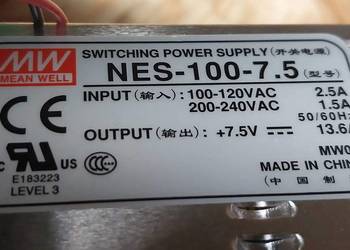 MW
MEAN WELL
SWITCHING POWER SUPPLY (开关电源)
NES-100-7.5 (型号)
INPUT (输入) : 100-120VAC 2.5A
200-240VAC 1.5A
50/60Hz
OUTPUT (输出) : +7.5V 13.6
CE
c UL US
E183223
LEVEL 3
CCC
MW0
MADE IN CHIN
(中 国 制